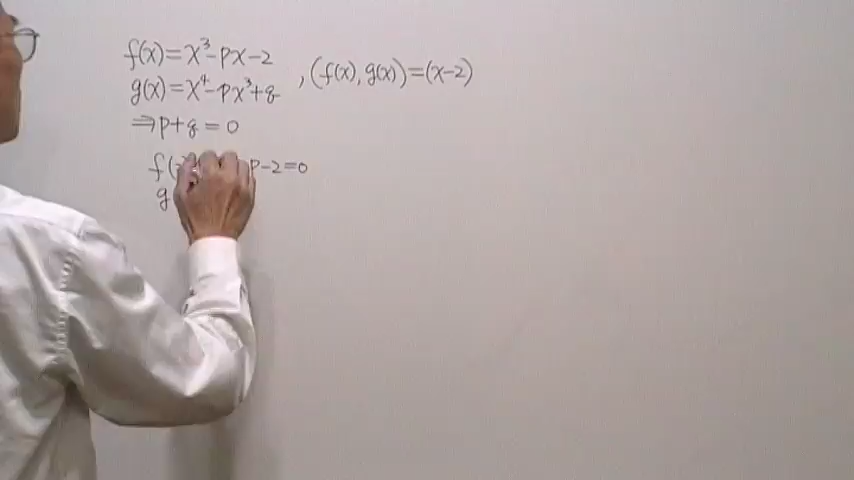 f(x)=x³-px-2
g(x)=x⁴-px³+8
, (f(x), g(x))=(x-2)
⇒p+8=0
f( p-2=0
g